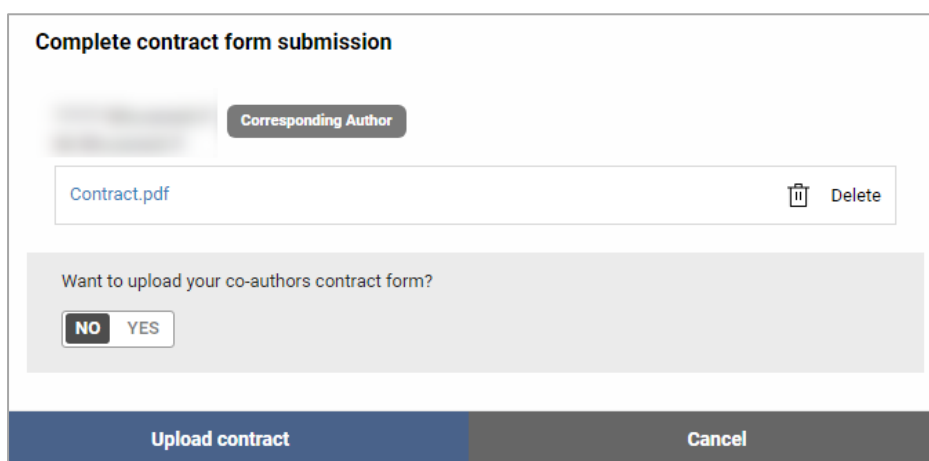 Complete contract form submission
Corresponding Author
Contract.pdf Delete
Want to upload your co-authors contract form?
NO YES
Upload contract Cancel